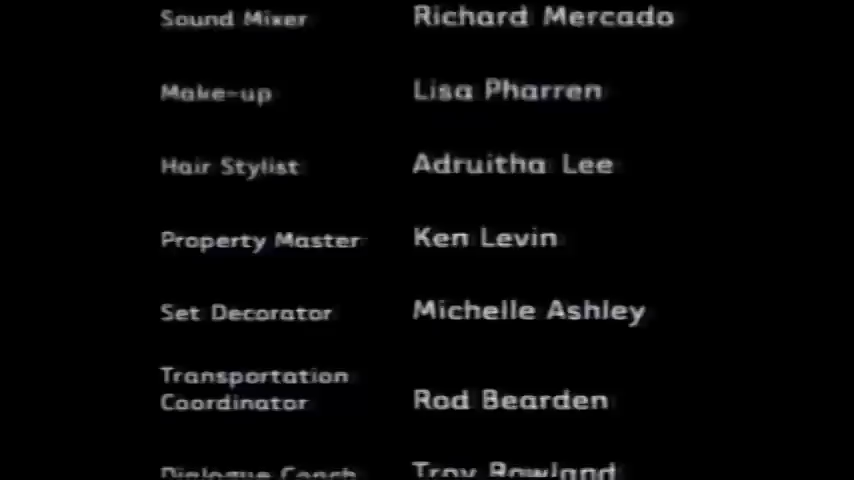 Sound Mixer Richard Mercado
Make-up Lisa Pharren
Hair Stylist Adruitha Lee
Property Master Ken Levin
Set Decorator Michelle Ashley
Transportation
Coordinator Rod Bearden
Dialogue Coach Troy Rowland